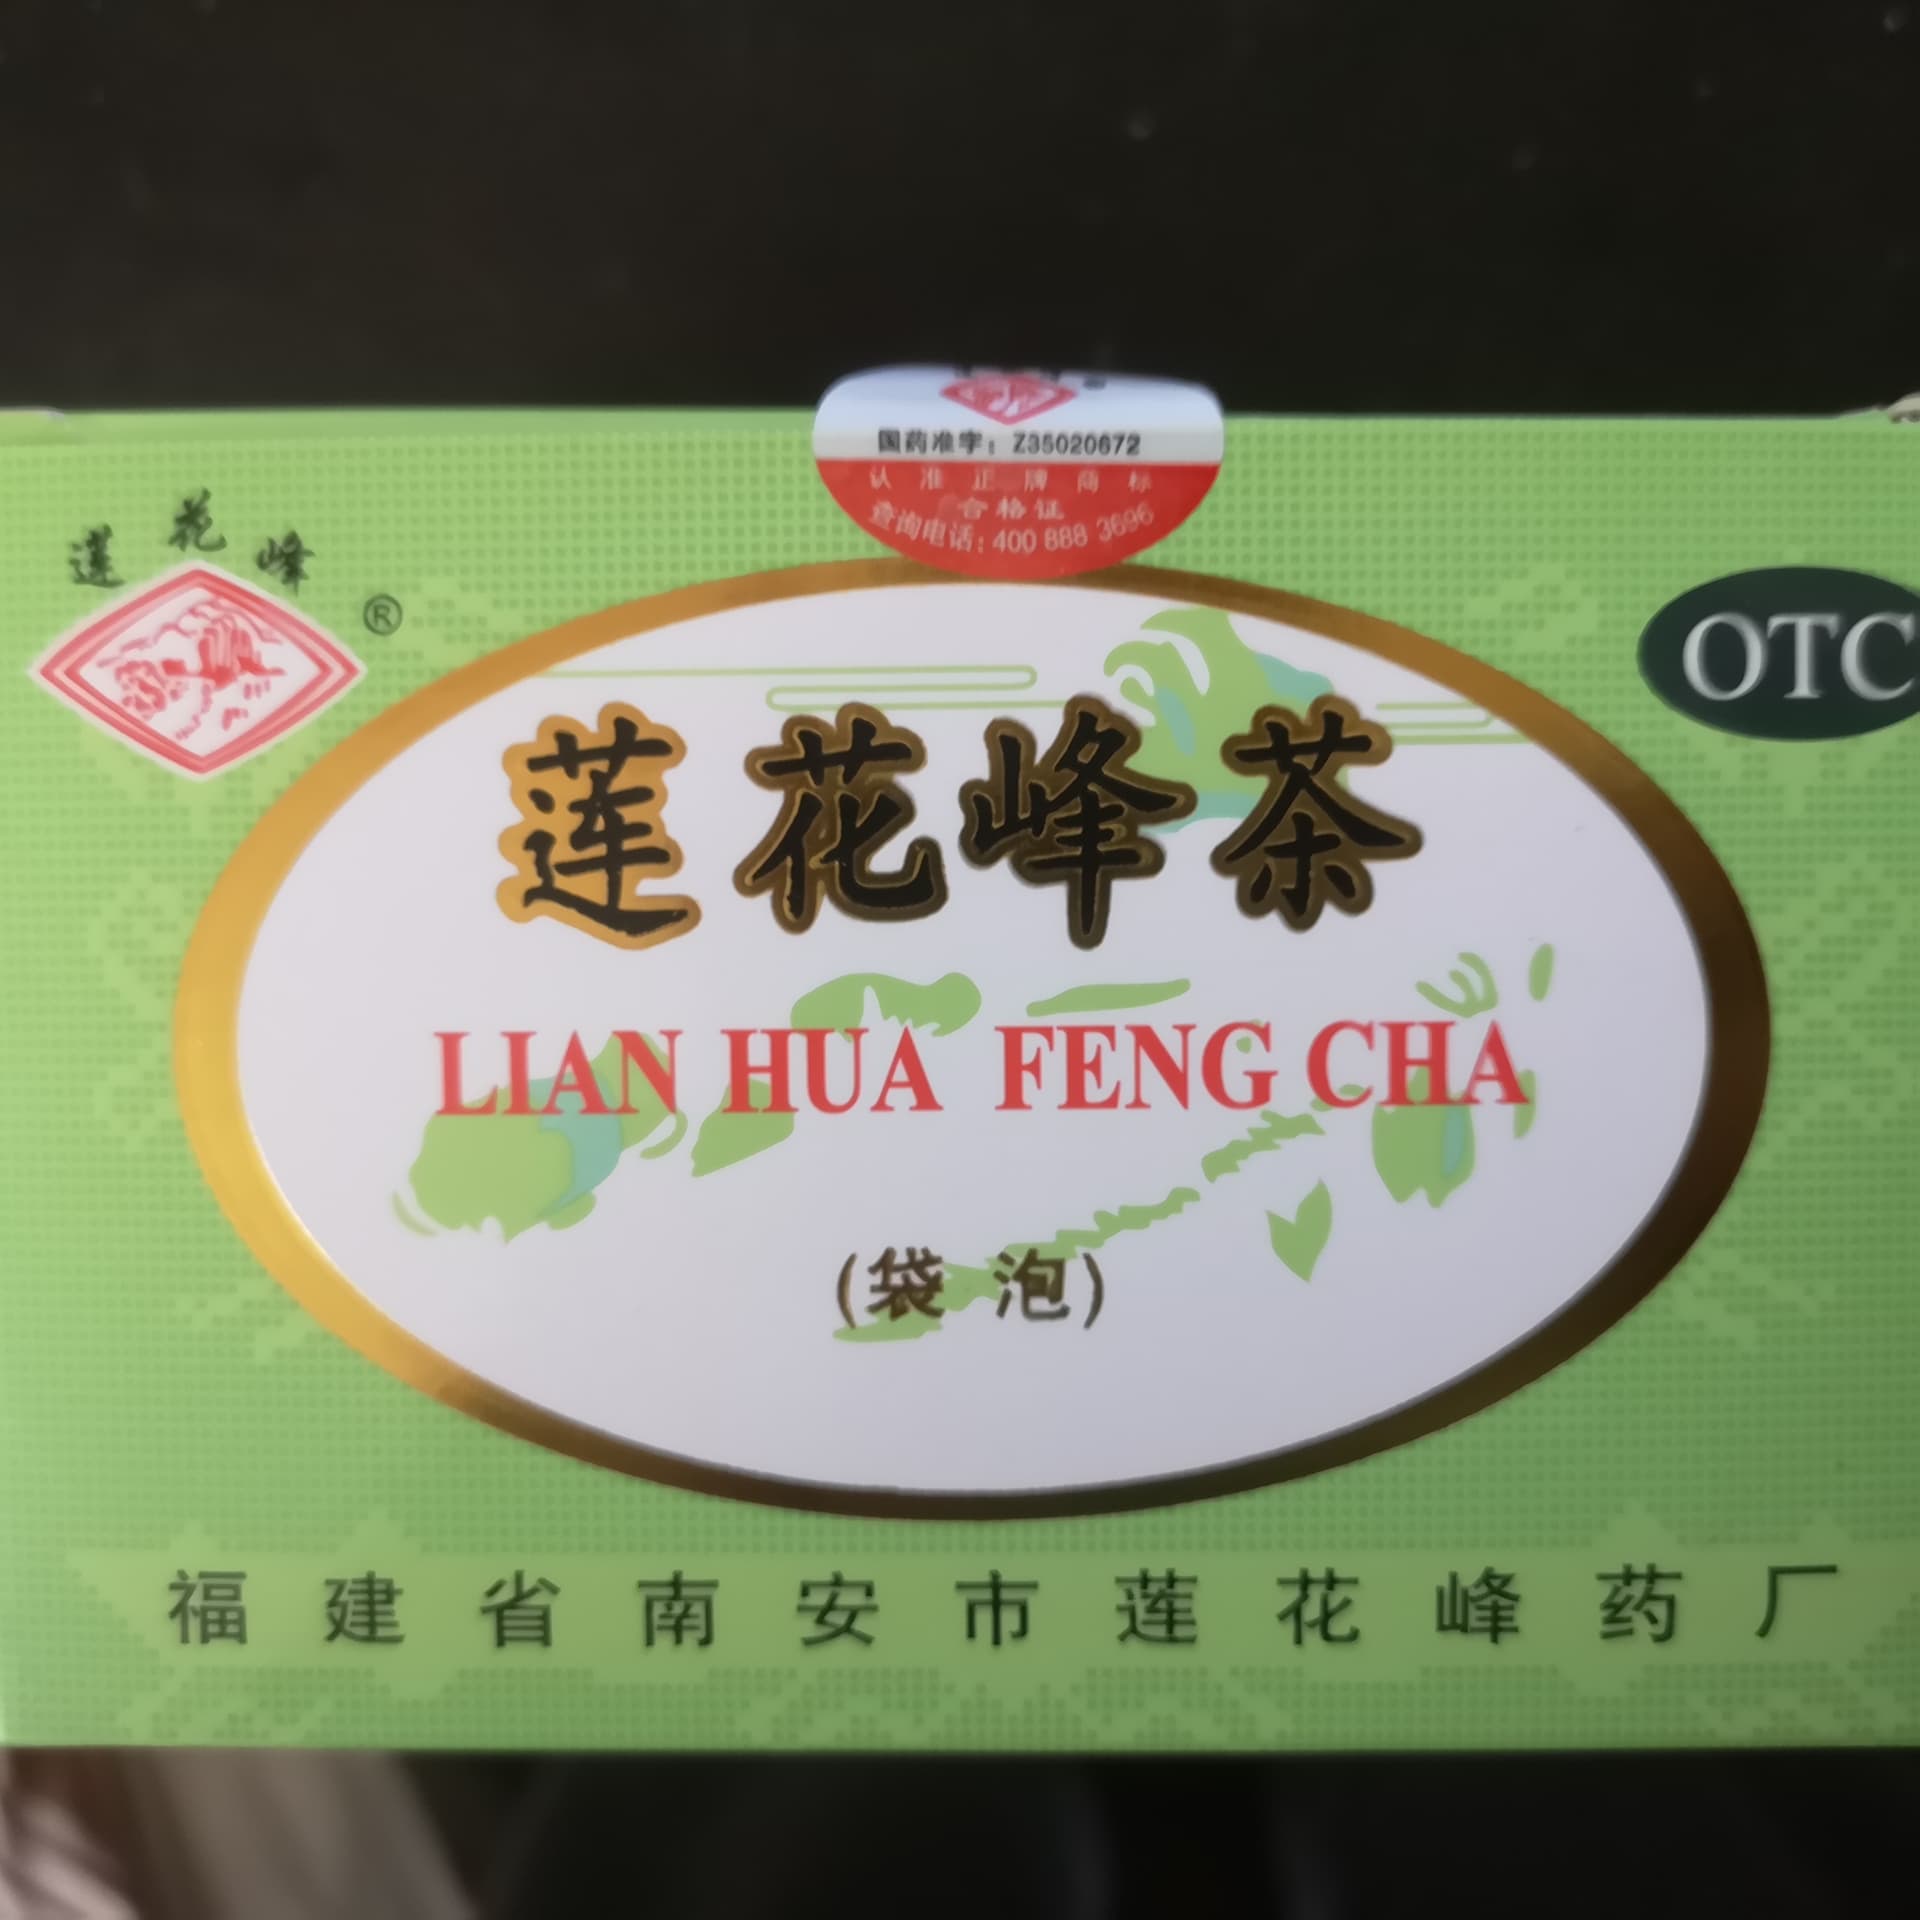 国药准字：Z35020672
认准正牌商标
合格证
查询电话：400 888 3696
莲花峰
®
OTC
莲花峰茶
LIAN HUA FENG CHA
(袋泡)
福建省南安市莲花峰药厂